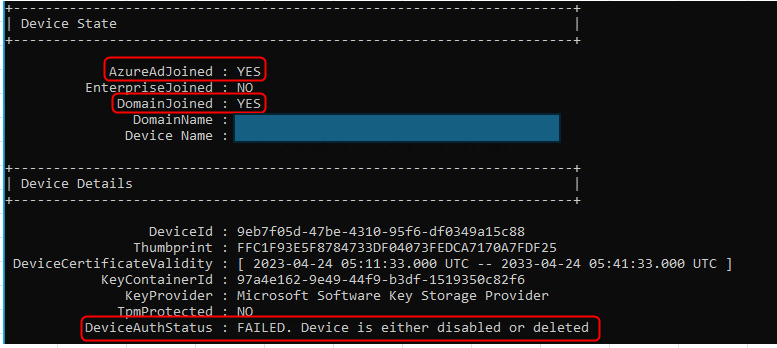 +----------------------------------------------------------------------+
| Device State                                                         |
+----------------------------------------------------------------------+
AzureAdJoined : YES
EnterpriseJoined : NO
DomainJoined : YES
DomainName :
Device Name :
+----------------------------------------------------------------------+
| Device Details                                                       |
+----------------------------------------------------------------------+
DeviceId : 9eb7f05d-47be-4310-95f6-df0349a15c88
Thumbprint : FFC1F93E5F8784733DF04073FEDCA7170A7FDF25
DeviceCertificateValidity : [ 2023-04-24 05:11:33.000 UTC -- 2033-04-24 05:41:33.000 UTC ]
KeyContainerId : 97a4e162-9e49-44f9-b3df-1519350c82f6
KeyProvider : Microsoft Software Key Storage Provider
TpmProtected : NO
DeviceAuthStatus : FAILED. Device is either disabled or deleted